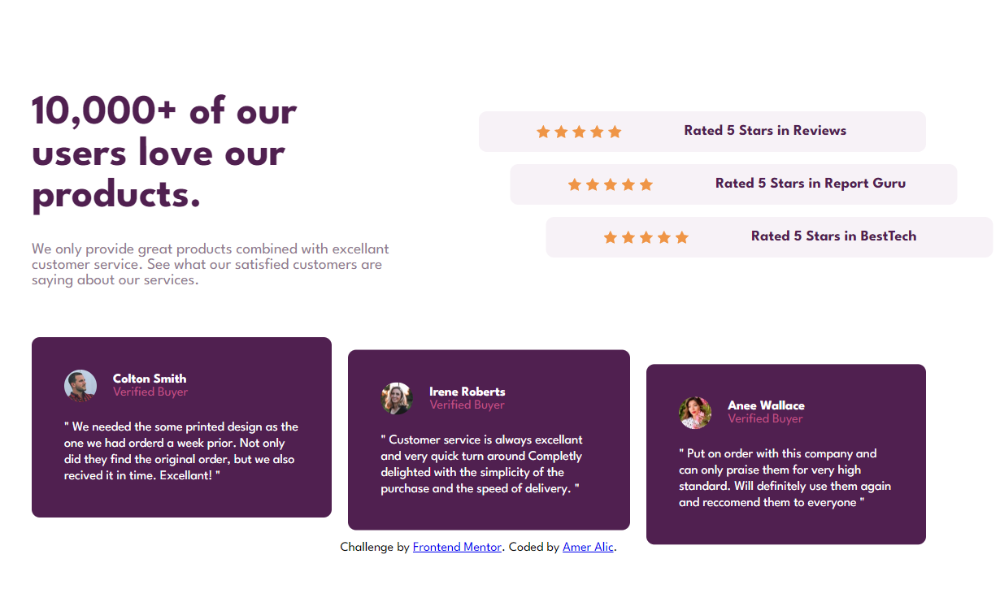 10,000+ of our
users love our
products.
We only provide great products combined with excellent
customer service. See what our satisfied customers are
saying about our services.
Rated 5 Stars in Reviews
Rated 5 Stars in Report Guru
Rated 5 Stars in BestTech
Colton Smith
Verified Buyer
" We needed the some printed design as the
one we had orderd a week prior. Not only
did they find the original order, but we also
recived it in time. Excellant! "
Irene Roberts
Verified Buyer
" Customer service is always excellant
and very quick turn around Completly
delighted with the simplicity of the
purchase and the speed of delivery. "
Anee Wallace
Verified Buyer
" Put on order with this company and
can only praise them for very high
standard. Will definitely use them again
and reccomend them to everyone "
Challenge by Frontend Mentor. Coded by Amer Alic.